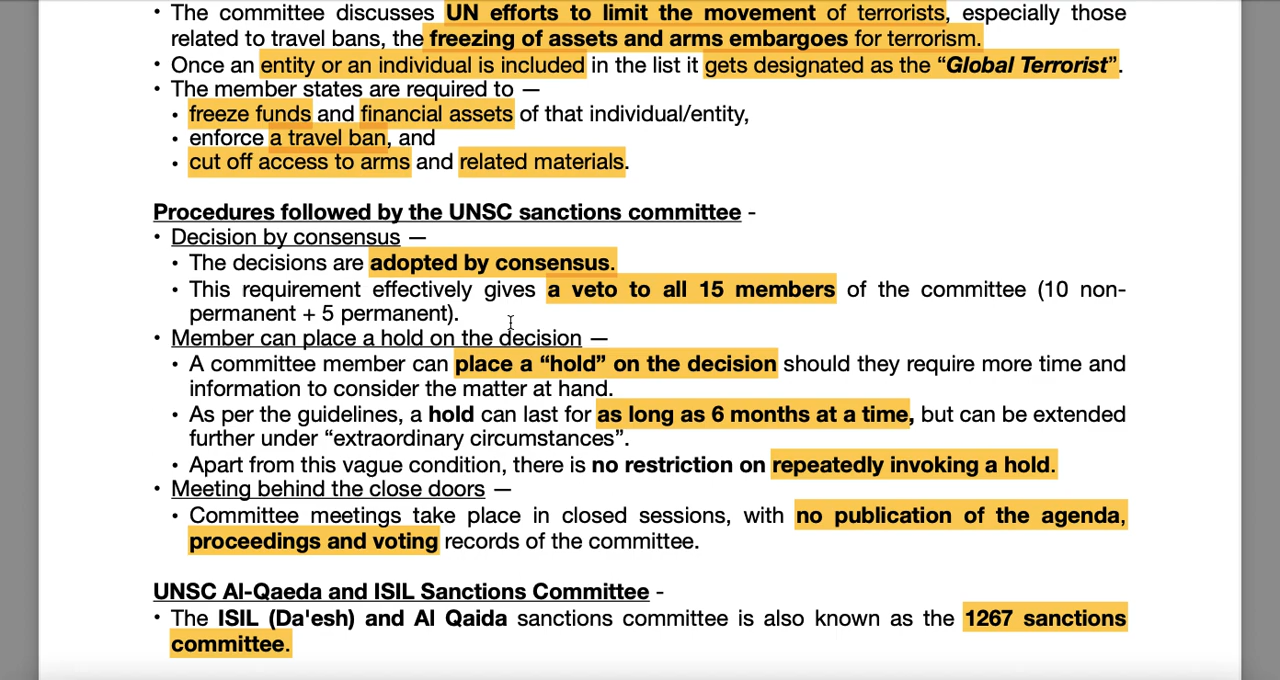 • The committee discusses UN efforts to limit the movement of terrorists, especially those
related to travel bans, the freezing of assets and arms embargoes for terrorism.
• Once an entity or an individual is included in the list it gets designated as the “Global Terrorist”.
• The member states are required to —
• freeze funds and financial assets of that individual/entity,
• enforce a travel ban, and
• cut off access to arms and related materials.
Procedures followed by the UNSC sanctions committee -
• Decision by consensus —
• The decisions are adopted by consensus.
• This requirement effectively gives a veto to all 15 members of the committee (10 non-
permanent + 5 permanent).
• Member can place a hold on the decision —
• A committee member can place a “hold” on the decision should they require more time and
information to consider the matter at hand.
• As per the guidelines, a hold can last for as long as 6 months at a time, but can be extended
further under “extraordinary circumstances”.
• Apart from this vague condition, there is no restriction on repeatedly invoking a hold.
• Meeting behind the close doors —
• Committee meetings take place in closed sessions, with no publication of the agenda,
proceedings and voting records of the committee.
UNSC Al-Qaeda and ISIL Sanctions Committee -
• The ISIL (Da'esh) and Al Qaida sanctions committee is also known as the 1267 sanctions
committee.